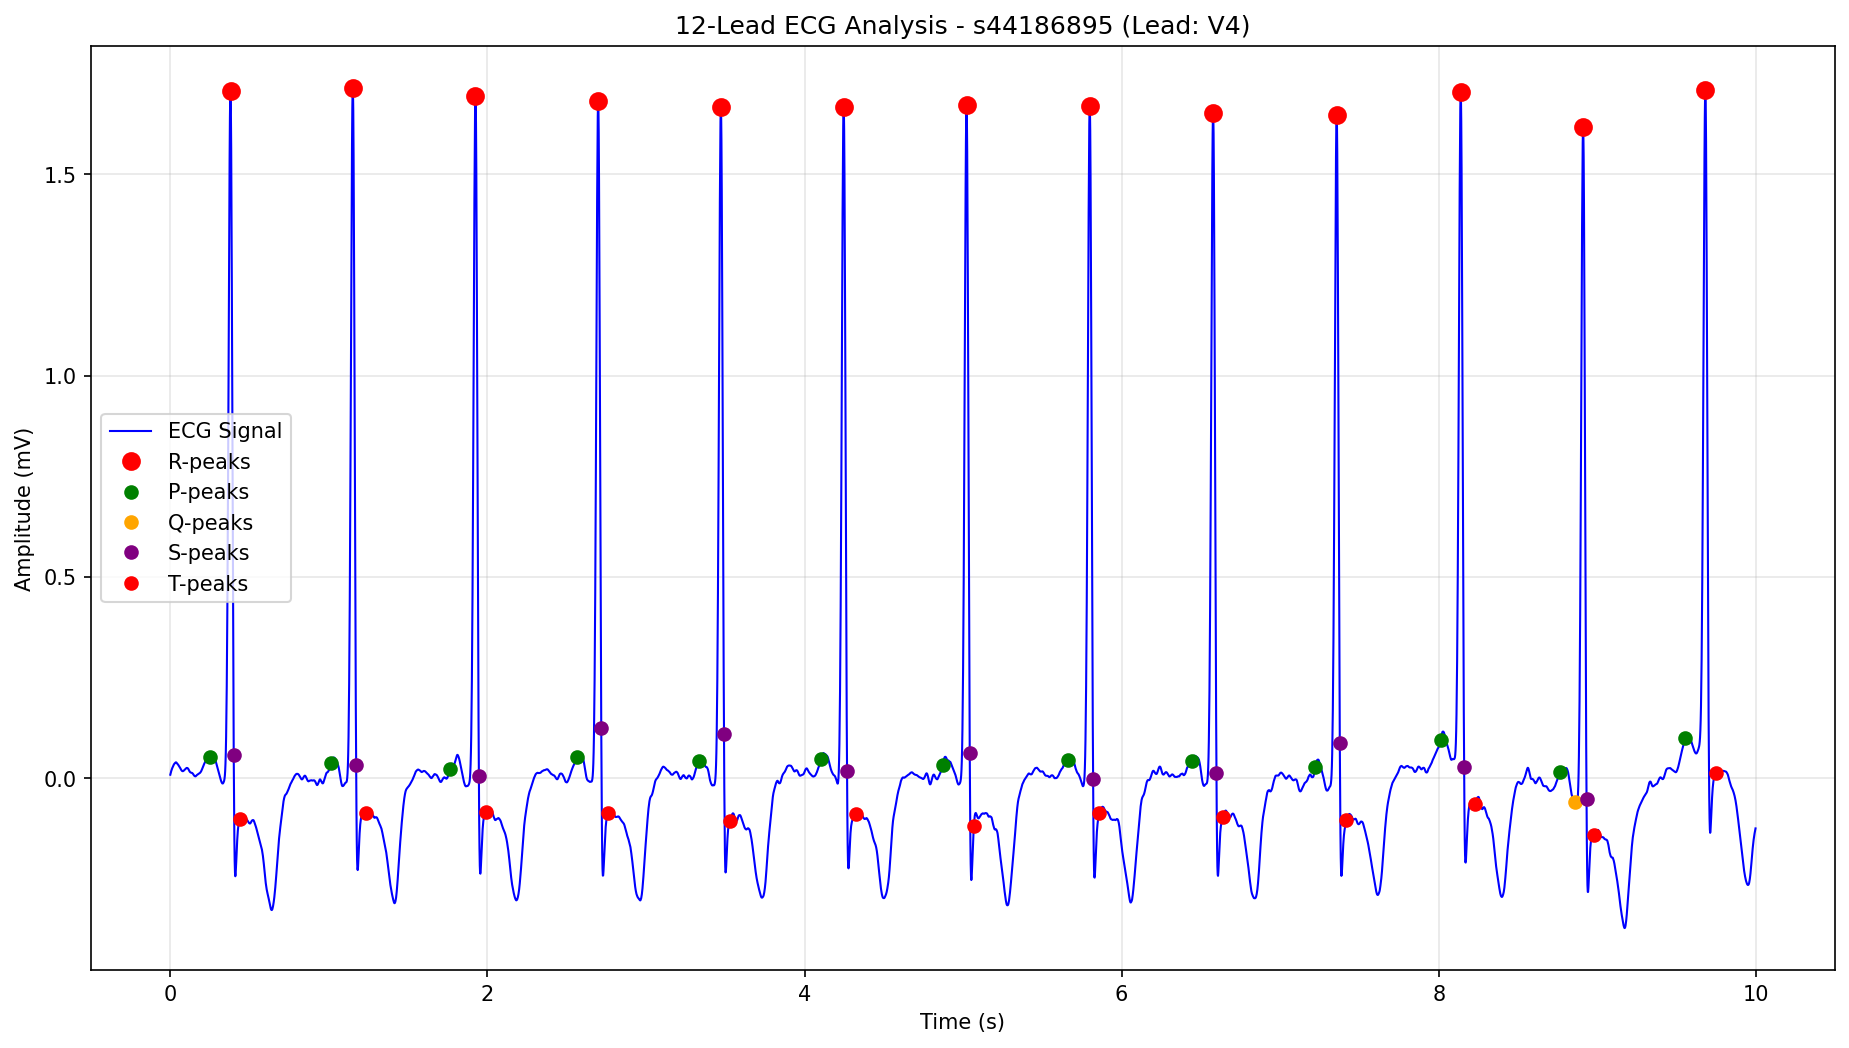 12-Lead ECG Analysis - s44186895 (Lead: V4)
Amplitude (mV)
1.5
1.0
0.5
0.0
ECG Signal
R-peaks
P-peaks
Q-peaks
S-peaks
T-peaks
0 2 4 6 8 10
Time (s)